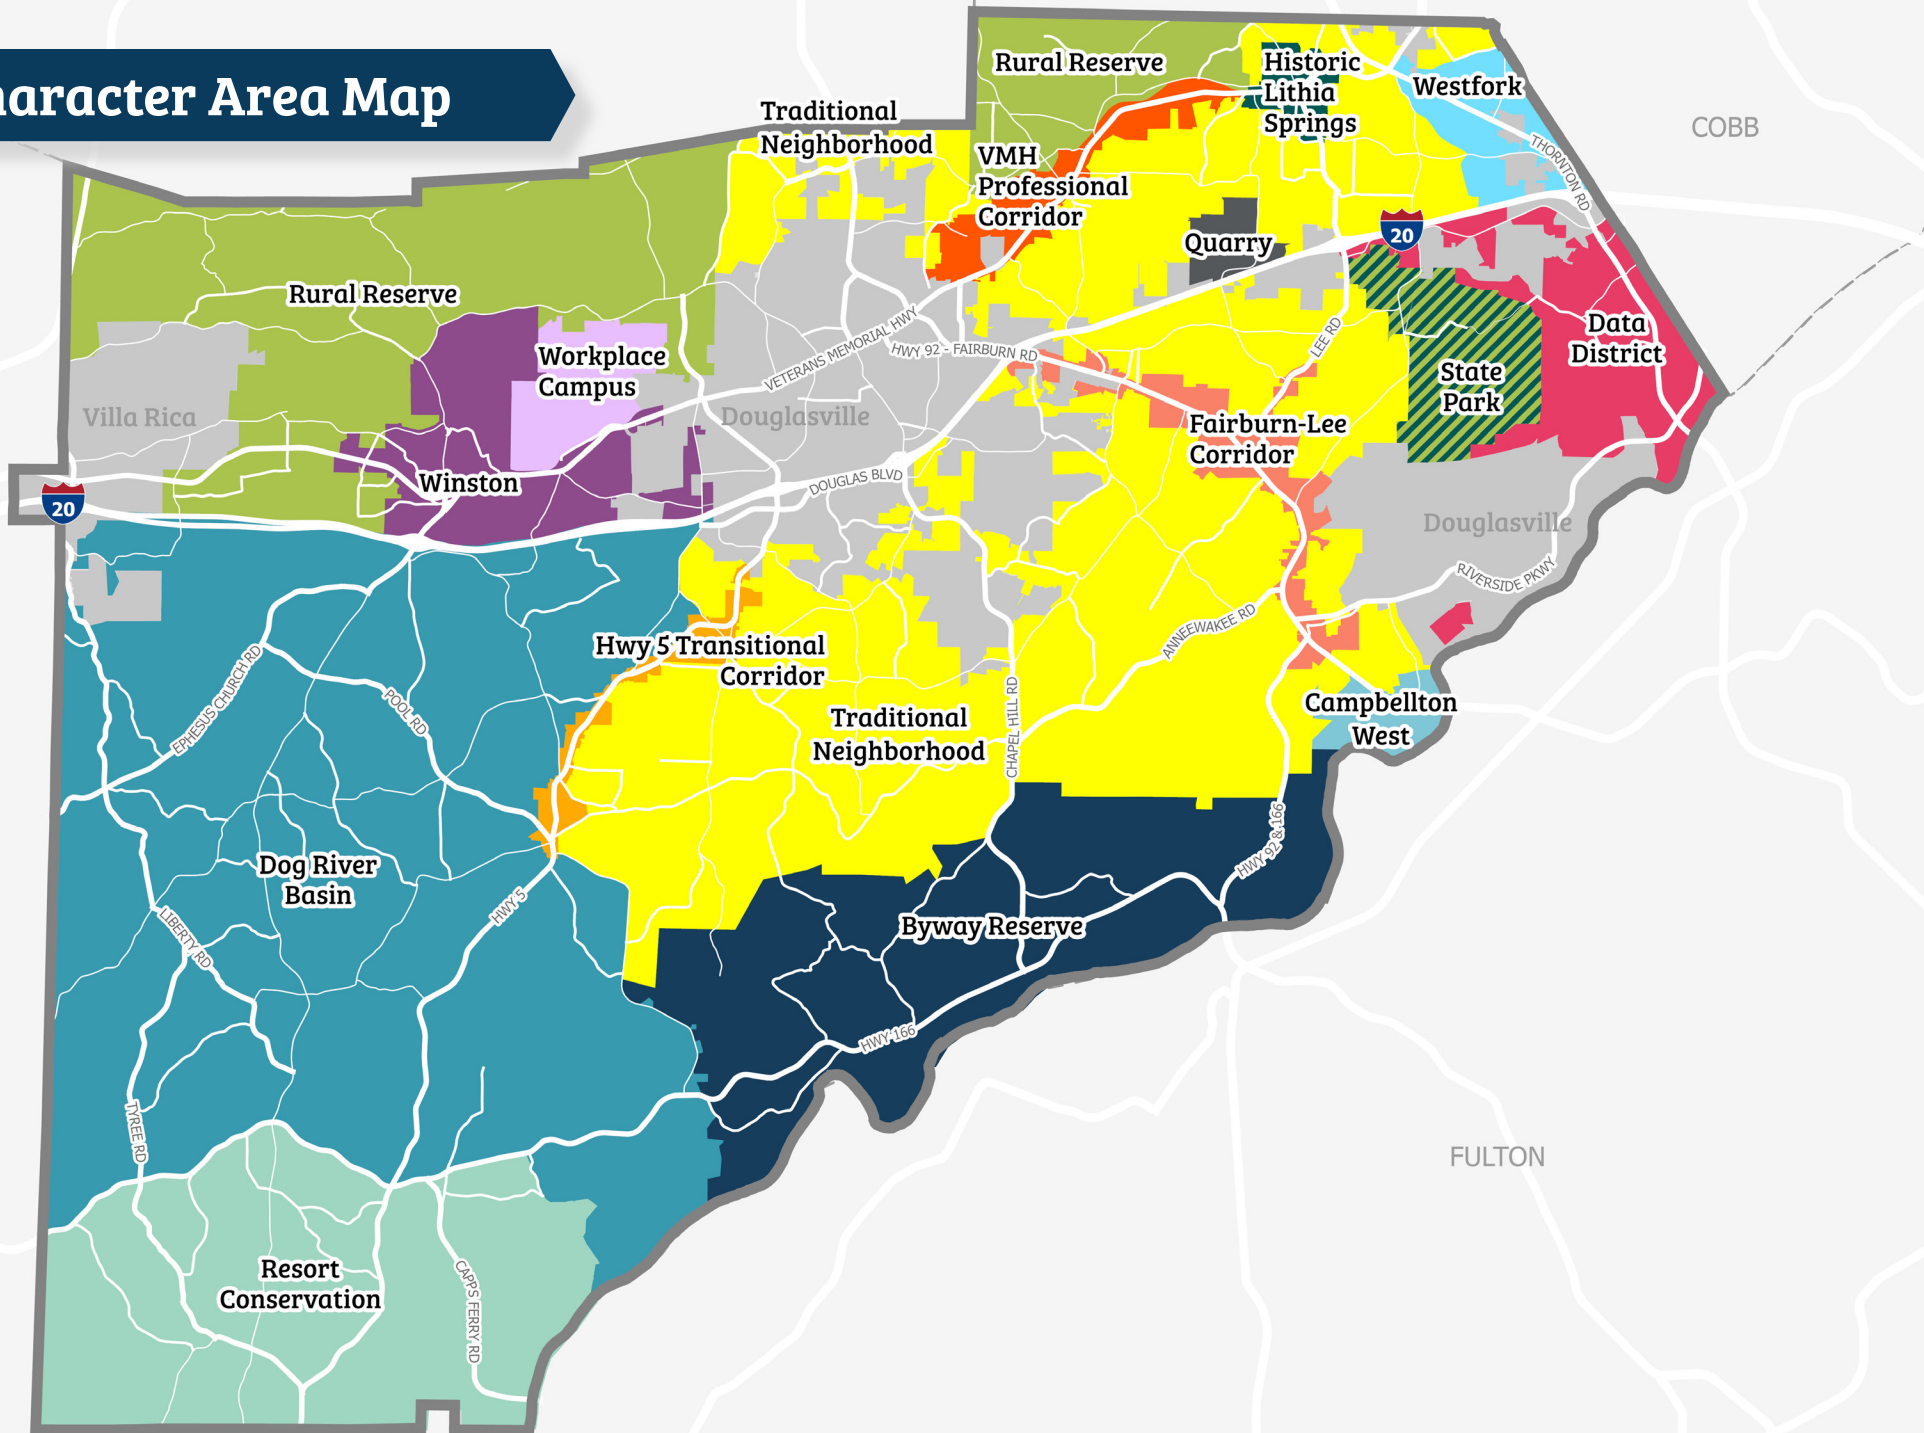 haracter Area Map
Rural Reserve
Historic
Lithia
Springs
Westfork
Traditional
Neighborhood
VMH
Professional
Corridor
COBB
THORNTON RD
Quarry
20
Rural Reserve
Data
District
VETERANS MEMORIAL HWY
HWY 92 - FAIRBURN RD
LEE RD
Workplace
Campus
State
Park
Villa Rica
Douglasville
Fairburn-Lee
Corridor
Winston
DOUGLAS BLVD
20
Douglasville
RIVERSIDE PKWY
ANNEEWAKEE RD
Hwy 5 Transitional
Corridor
EPHESUS CHURCH RD
POOL RD
CHAPEL HILL RD
Traditional
Neighborhood
Campbellton
West
HWY 92 & 166
Dog River
Basin
HWY 5
LIBERTY RD
Byway Reserve
HWY 166
TYREE RD
FULTON
Resort
Conservation
CAPPS FERRY RD